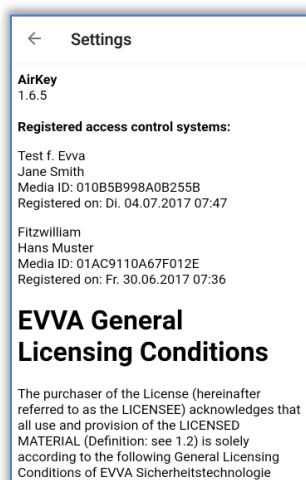 Settings
AirKey
1.6.5
Registered access control systems:
Test f. Evva
Jane Smith
Media ID: 010B5B998A0B255B
Registered on: Di. 04.07.2017 07:47
Fitzwilliam
Hans Muster
Media ID: 01AC9110A67F012E
Registered on: Fr. 30.06.2017 07:36
EVVA General
Licensing Conditions
The purchaser of the License (hereinafter
referred to as the LICENSEE) acknowledges that
all use and provision of the LICENSED
MATERIAL (Definition: see 1.2) is solely
according to the following General Licensing
Conditions of EVVA Sicherheitstechnologie